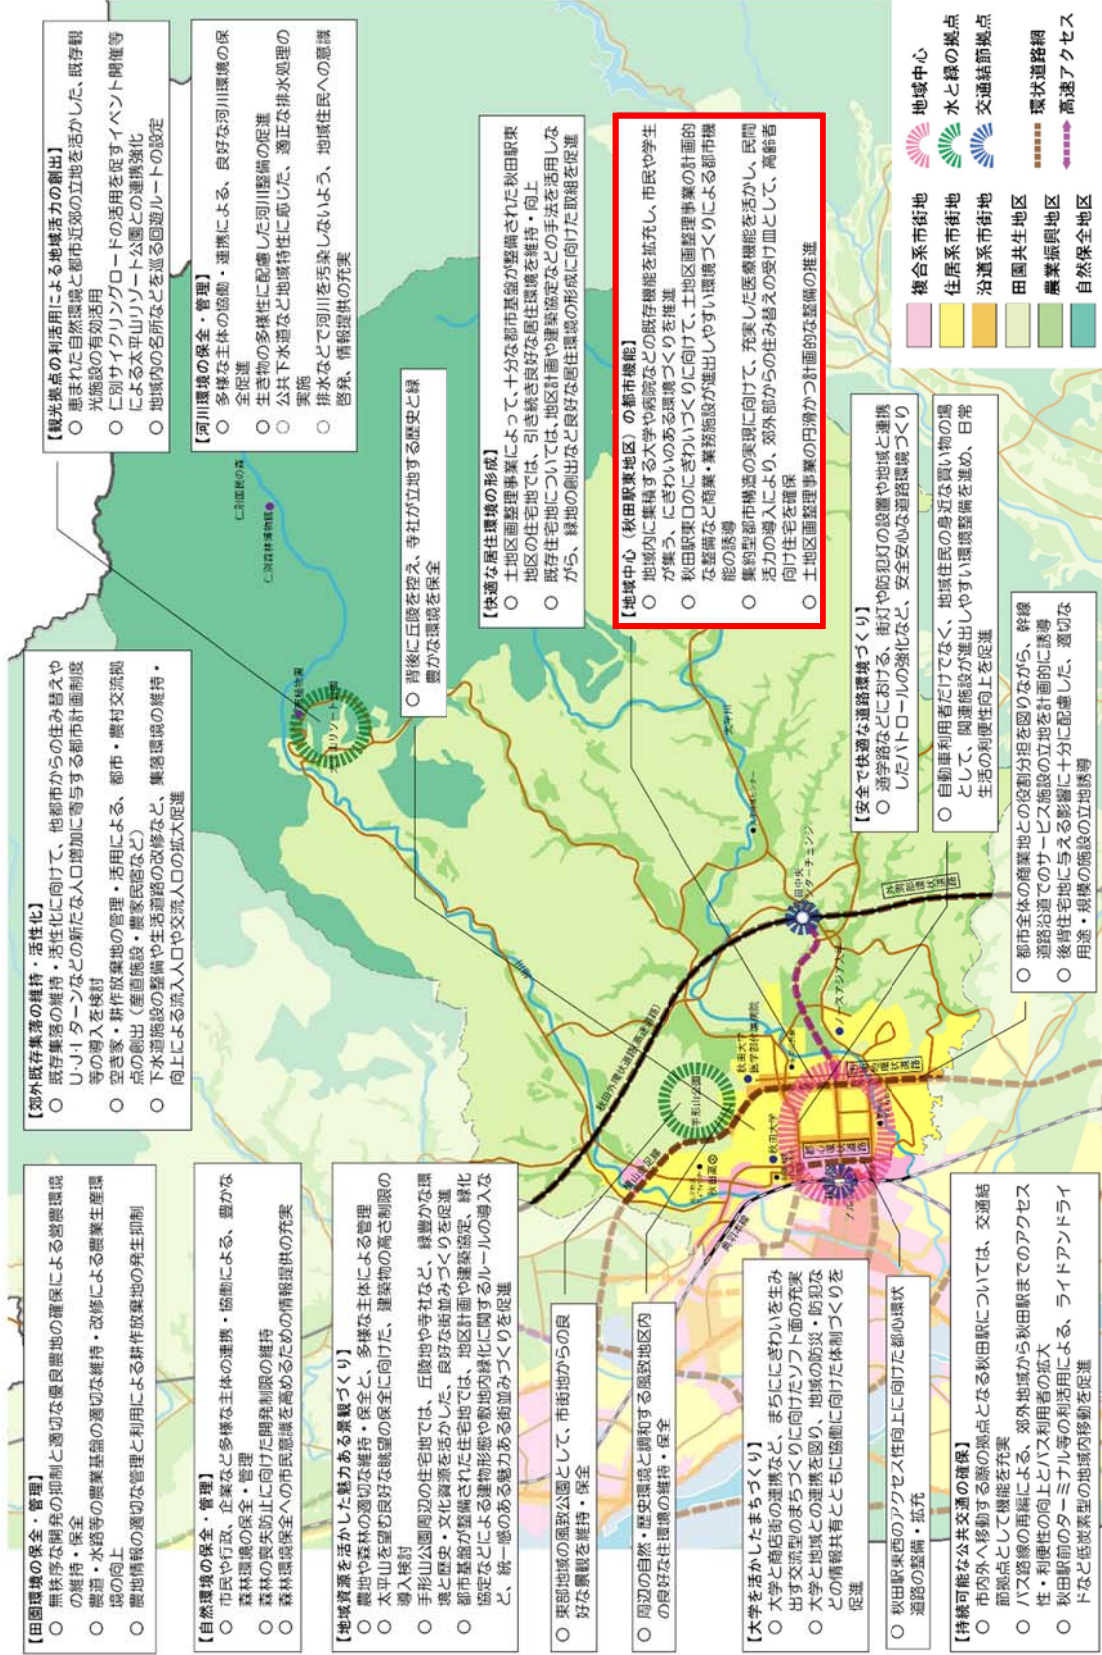 【田園環境の保全・管理】
○ 無秩序な開発の抑制と適切な優良農地の確保による営農環境
の維持・保全
○ 農道・水路等の農業基盤の適切な維持・改修による農業生産環
境の向上
○ 農地情報の適切な管理と利用による耕作放棄地の発生抑制
【自然環境の保全・管理】
○ 市民や行政、企業など多様な主体の連携・協働による、豊かな
森林環境の保全・管理
○ 森林の喪失防止に向けた開発制限の維持
○ 森林環境保全への市民意識を高めるための情報提供の充実
【地域資源を活かした魅力ある景観づくり】
○ 農地や森林の適切な維持・保全と、多様な主体による管理
○ 太平山を望む良好な眺望の保全に向けた、建築物の高さ制限の
導入検討
○ 手形山公園周辺の住宅地では、丘陵地や寺社など、緑豊かな環
境と歴史・文化資源を活かした、良好な街並みづくりを促進
○ 都市基盤が整備された住宅地では、地区計画や建築協定、緑化
協定などによる建物形態や敷地内緑化に関するルールの導入な
ど、統一感のある魅力ある街並みづくりを促進
○ 東部地域の風致公園として、市街地からの良
好な景観を維持・保全
○ 周辺の自然・歴史環境と調和する風致地区内
の良好な住環境の維持・保全
【大学を活かしたまちづくり】
○ 大学と商店街の連携など、まちににぎわいを生み
出す交流型のまちづくりに向けたソフト面の充実
○ 大学と地域との連携を図り、地域の防災・防犯な
どの情報共有とともに協働に向けた体制づくりを
促進
○ 秋田駅東西のアクセス性向上に向けた都心環状
道路の整備・拡充
【持続可能な公共交通の確保】
○ 市内外へ移動する際の拠点となる秋田駅については、交通結
節拠点として機能を充実
○ バス路線の再編による、郊外地域から秋田駅までのアクセス
性・利便性の向上とバス利用者の拡大
○ 秋田駅前のターミナル等の利活用による、ライドアンドライ
ドなど低炭素型の地域内移動を促進
【郊外既存集落の維持・活性化】
○ 既存集落の維持・活性化に向けて、他都市からの住み替えや
U・J・I ターンなどの新たな人口増加に寄与する都市計画制度
等の導入を検討
○ 空き家・耕作放棄地の管理・活用による、都市・農村交流拠
点の創出（産直施設・農家民宿など）
○ 下水道施設の整備や生活道路の改修など、集落環境の維持・
向上による流入人口や交流人口の拡大促進
【観光拠点の利活用による地域活力の創出】
○ 恵まれた自然環境と都市近郊の立地を活かした、既存観
光施設の有効活用
○ 仁別サイクリングロードの活用を促すイベント開催等
による太平山リゾート公園との連携強化
○ 地域内の名所などを巡る回遊ルートの設定
【河川環境の保全・管理】
○ 多様な主体の協働・連携による、良好な河川環境の保
全促進
○ 生き物の多様性に配慮した河川整備の促進
○ 公共下水道など地域特性に応じた、適正な排水処理の
実施
○ 排水などで河川を汚染しないよう、地域住民への意識
啓発、情報提供の充実
○ 背後に丘陵を控え、寺社が立地する歴史と緑
豊かな環境を保全
【快適な居住環境の形成】
○ 土地区画整理事業によって、十分な都市基盤が整備された秋田駅東
地区の住宅地では、引き続き良好な居住環境を維持・向上
○ 既存住宅地については、地区計画や建築協定などの手法を活用しな
がら、緑地の創出など良好な居住環境の形成に向けた取組を促進
【地域中心（秋田駅東地区）の都市機能】
○ 地域内に集積する大学や病院などの既存機能を拡充し、市民や学生
が集う、にぎわいのある環境づくりを推進
○ 秋田駅東口のにぎわいづくりに向けて、土地区画整理事業の計画的
な整備など商業・業務施設が進出しやすい環境づくりによる都市機
能の誘導
○ 集約型都市構造の実現に向けて、充実した医療機能を活かし、民間
活力の導入により、郊外部からの住み替えの受け皿として、高齢者
向け住宅を確保
○ 土地区画整理事業の円滑かつ計画的な整備の推進
【安全で快適な道路環境づくり】
○ 通学路などにおける、街灯や防犯灯の設置や地域と連携
したパトロールの強化など、安全安心な道路環境づくり
○ 自動車利用者だけでなく、地域住民の身近な買い物の場
として、関連施設が進出しやすい環境整備を進め、日常
生活の利便性向上を促進
○ 都市全体の商業地との役割分担を図りながら、幹線
道路沿道でのサービス施設の立地を計画的に誘導
○ 後背住宅地に与える影響に十分に配慮した、適切な
用途・規模の施設の立地誘導
仁別国民の森
仁別森林博物館
太平川
秋田外環状道路(高速道路)
外旭川環状道路
手形山公園
秋田大学
医学部附属病院
秋田大学
ノースアジア大学
横山金足線
奥羽本線
複合系市街地
住居系市街地
沿道系市街地
田園共生地区
農業振興地区
自然保全地区
地域中心
水と緑の拠点
交通結節拠点
環状道路網
高速アクセス